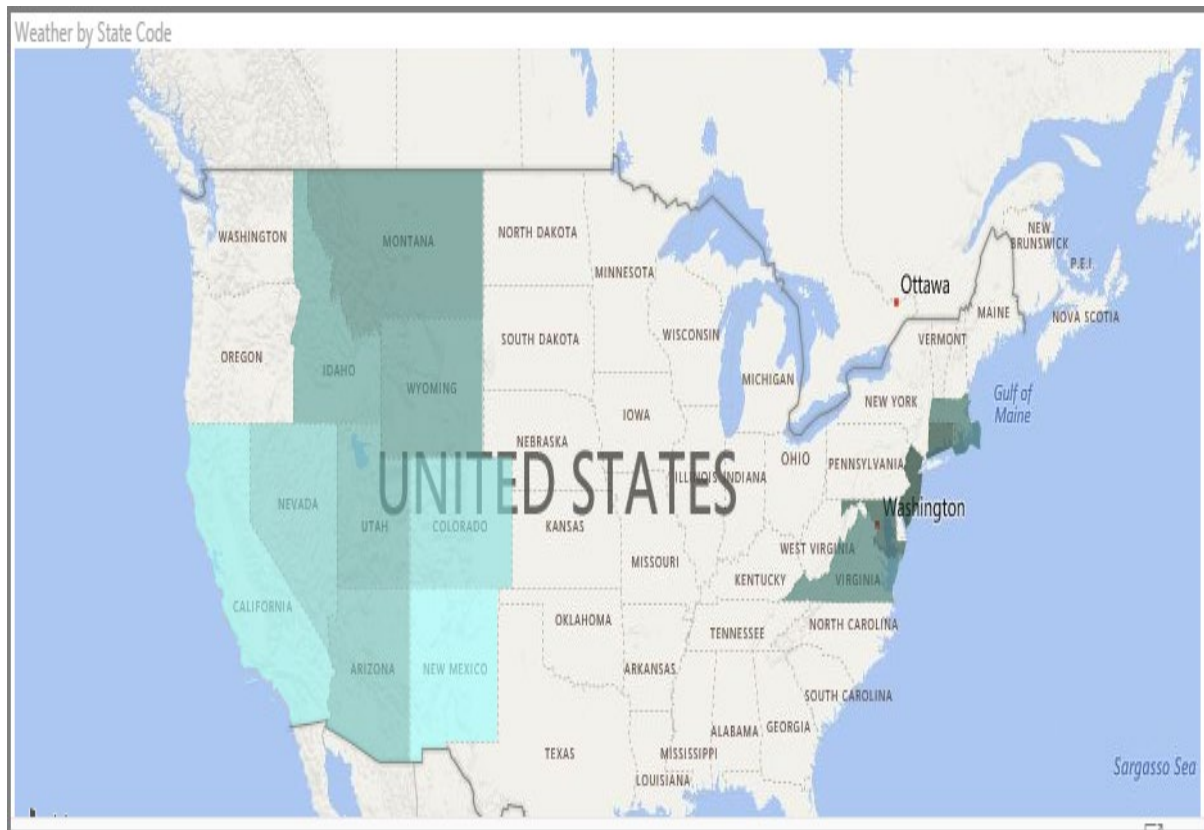 Weather by State Code
WASHINGTON
MONTANA
NORTH DAKOTA
MINNESOTA
Ottawa
NEW
BRUNSWICK
P.E.I.
MAINE
NOVA SCOTIA
VERMONT
OREGON
IDAHO
WYOMING
SOUTH DAKOTA
WISCONSIN
MICHIGAN
NEW YORK
Gulf of
Maine
IOWA
NEBRASKA
OHIO
PENNSYLVANIA
UNITED STATES
ILLINOIS
INDIANA
NEVADA
UTAH
COLORADO
KANSAS
Washington
MISSOURI
WEST VIRGINIA
KENTUCKY
VIRGINIA
CALIFORNIA
OKLAHOMA
TENNESSEE
NORTH CAROLINA
ARIZONA
NEW MEXICO
ARKANSAS
SOUTH CAROLINA
ALABAMA
GEORGIA
TEXAS
MISSISSIPPI
LOUISIANA
Sargasso Sea